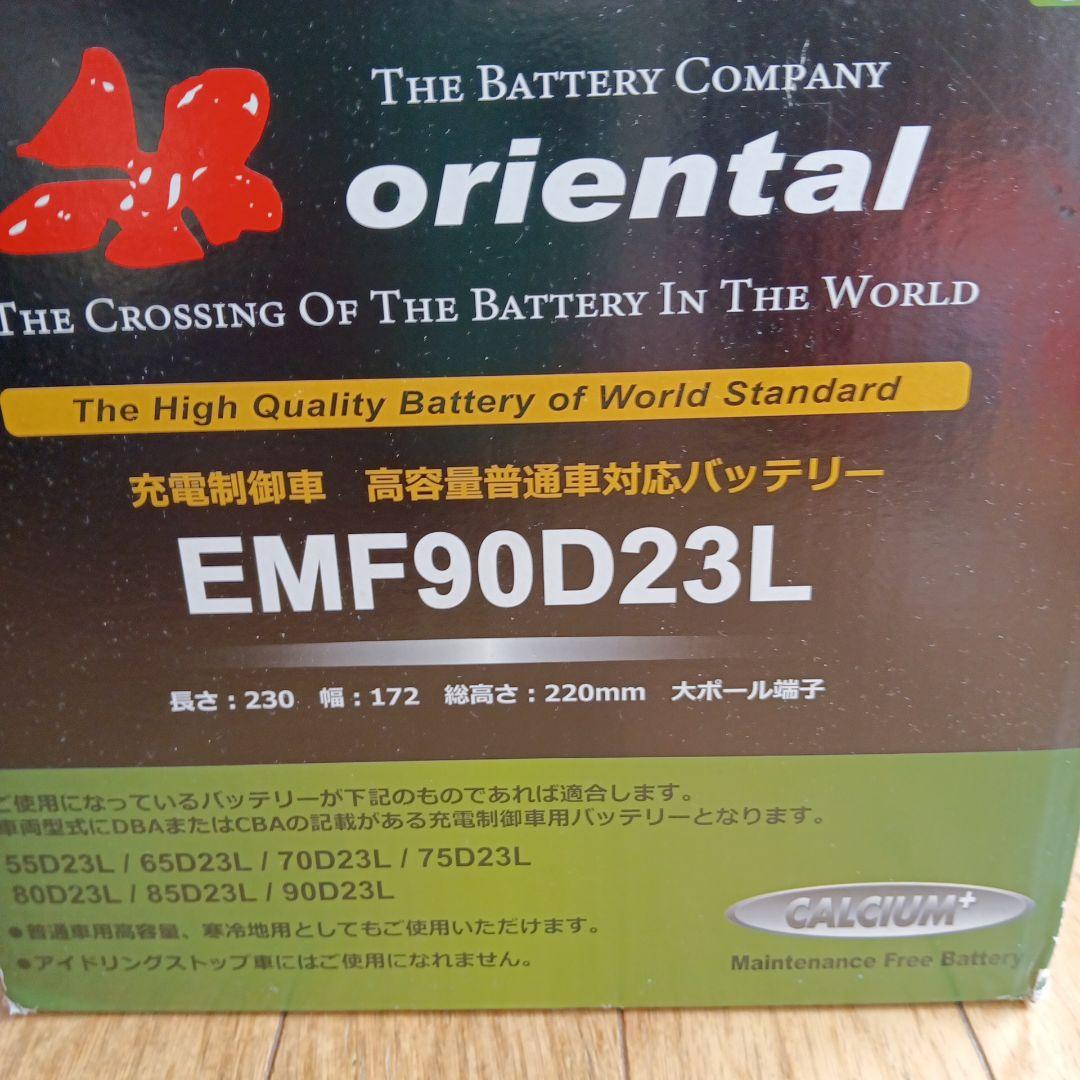 THE BATTERY COMPANY
oriental
THE CROSSING OF THE BATTERY IN THE WORLD
The High Quality Battery of World Standard
充電制御車 高容量普通車対応バッテリー
EMF90D23L
長さ：230 幅：172 総高さ：220mm 大ポール端子
ご使用になっているバッテリーが下記のものであれば適合します。
車両型式にDBAまたはCBAの記載がある充電制御車用バッテリーとなります。
55D23L / 65D23L / 70D23L / 75D23L
80D23L / 85D23L / 90D23L
●普通車用高容量、寒冷地用としてもご使用いただけます。
●アイドリングストップ車にはご使用になれません。
CALCIUM+
Maintenance Free Battery